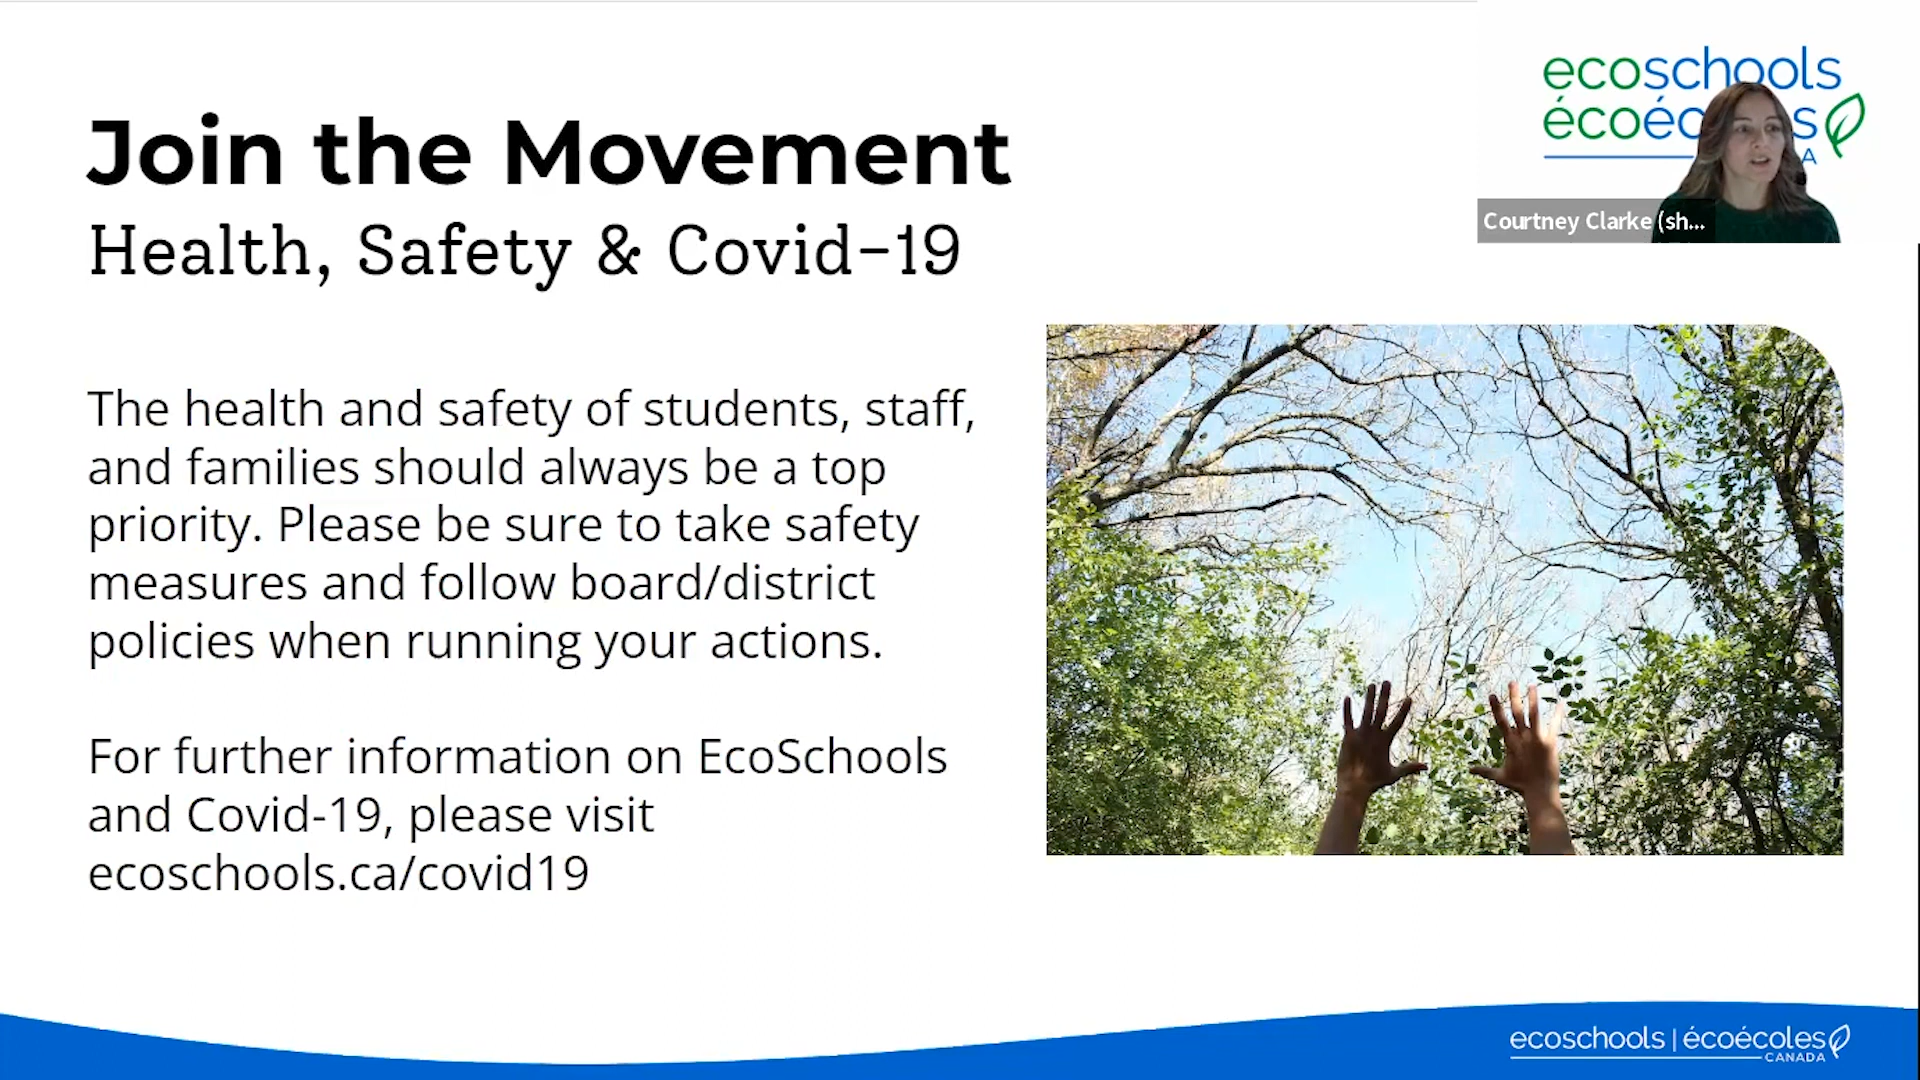 ecoschools
Join the Movement
Health, Safety & Covid-19
Courtney Clarke (sh...
The health and safety of students, staff,
and families should always be a top
priority. Please be sure to take safety
measures and follow board/district
policies when running your actions.
For further information on EcoSchools
and Covid-19, please visit
ecoschools.ca/covid19
ecoschools | écoécoles
CANADA